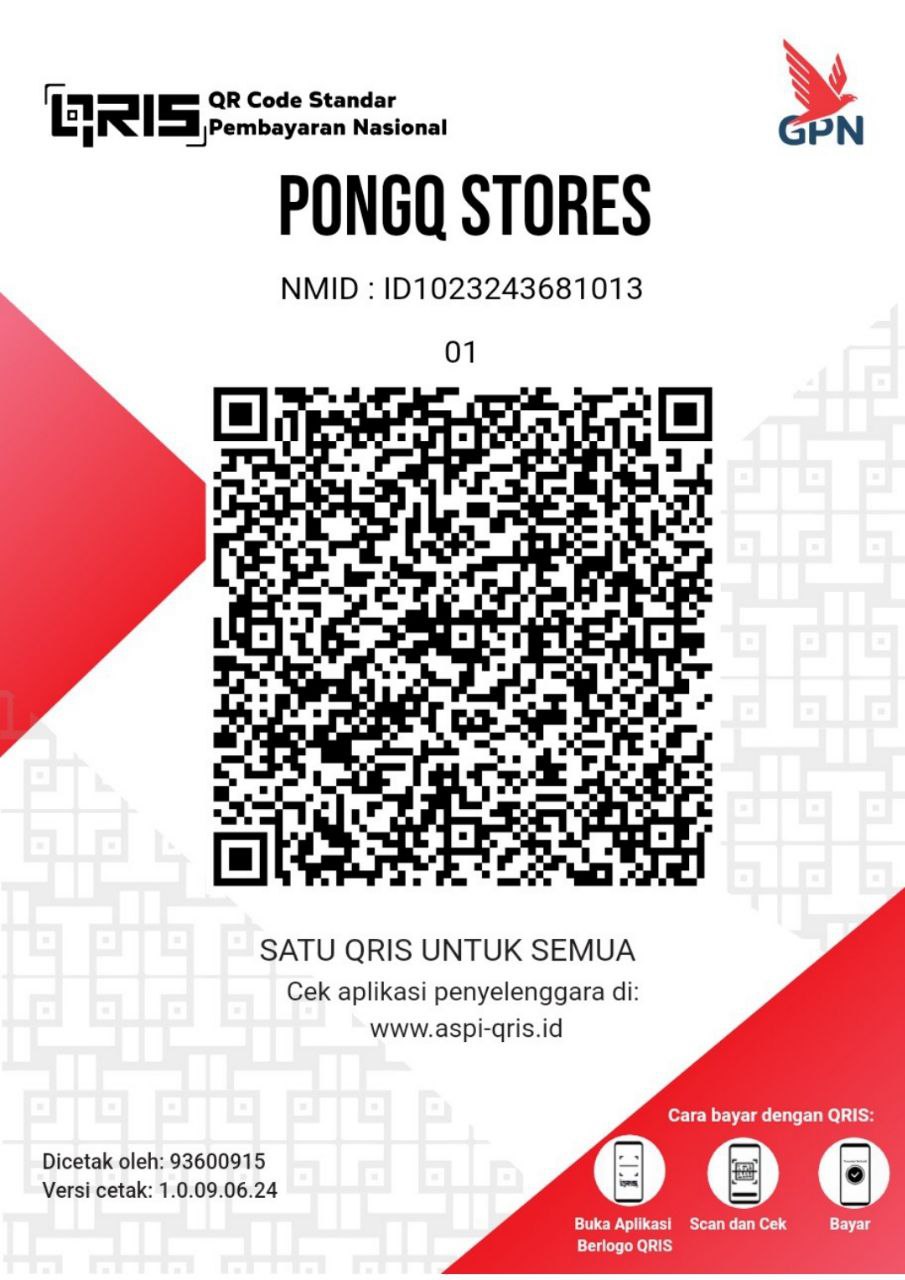 QRIS QR Code Standar
Pembayaran Nasional
GPN
PONGQ STORES
NMID : ID1023243681013
01
SATU QRIS UNTUK SEMUA
Cek aplikasi penyelenggara di:
www.aspi-qris.id
Dicetak oleh: 93600915
Versi cetak: 1.0.09.06.24
Cara bayar dengan QRIS:
Buka Aplikasi
Berlogo QRIS
Scan dan Cek
Bayar